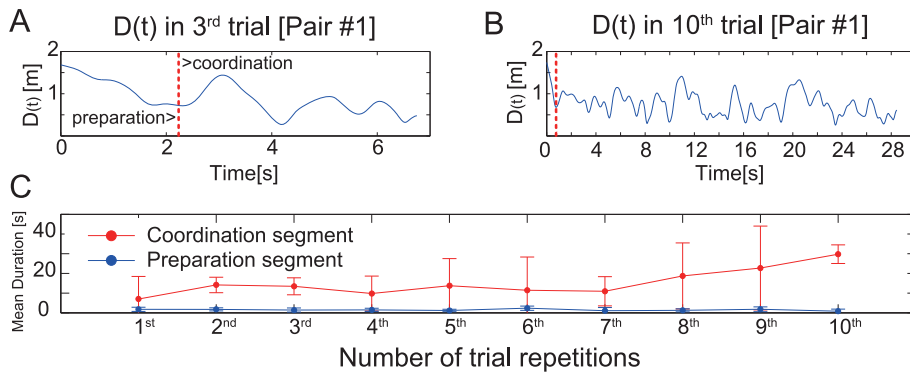 A
D(t) in 3rd trial [Pair #1]
2
1
D(t) [m]
>coordination
preparation>
0 2 4 6
Time[s]
B
D(t) in 10th trial [Pair #1]
2
1
D(t) [m]
0 4 8 12 16 20 24 28
Time[s]
C
Mean Duration [s]
40
20
0
Coordination segment
Preparation segment
1st 2nd 3rd 4th 5th 6th 7th 8th 9th 10th
Number of trial repetitions